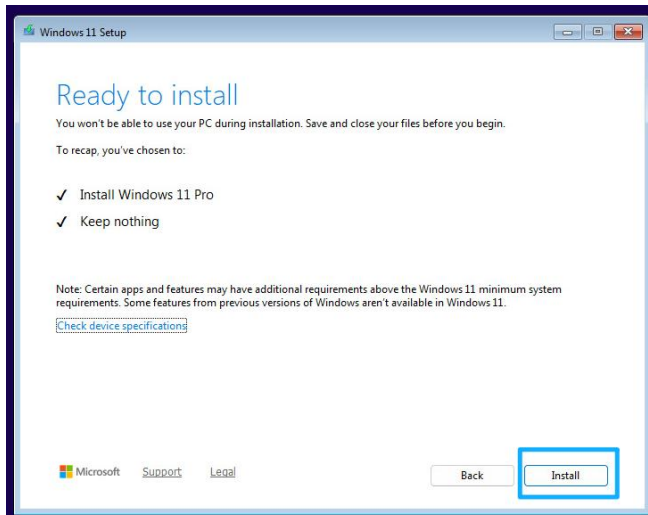 Windows 11 Setup
Ready to install
You won't be able to use your PC during installation. Save and close your files before you begin.
To recap, you've chosen to:
✓ Install Windows 11 Pro
✓ Keep nothing
Note: Certain apps and features may have additional requirements above the Windows 11 minimum system
requirements. Some features from previous versions of Windows aren't available in Windows 11.
Check device specifications
Microsoft Support Legal Back Install